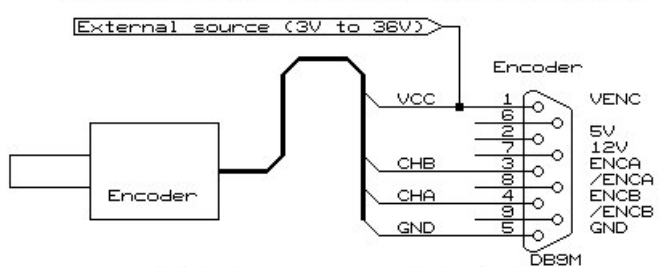 External source (3V to 36V)
Encoder
VCC
1
VENC
6
2
5V
7
12V
CHB
3
ENCA
8
/ENCA
CHA
4
ENCB
9
/ENCB
GND
5
GND
Encoder
DB9M